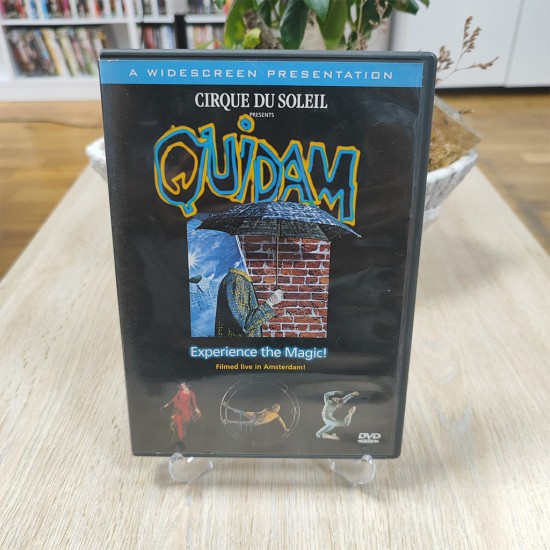 A WIDESCREEN PRESENTATION
CIRQUE DU SOLEIL
PRESENTS
QUIDAM
Experience the Magic!
Filmed live in Amsterdam!
DVD